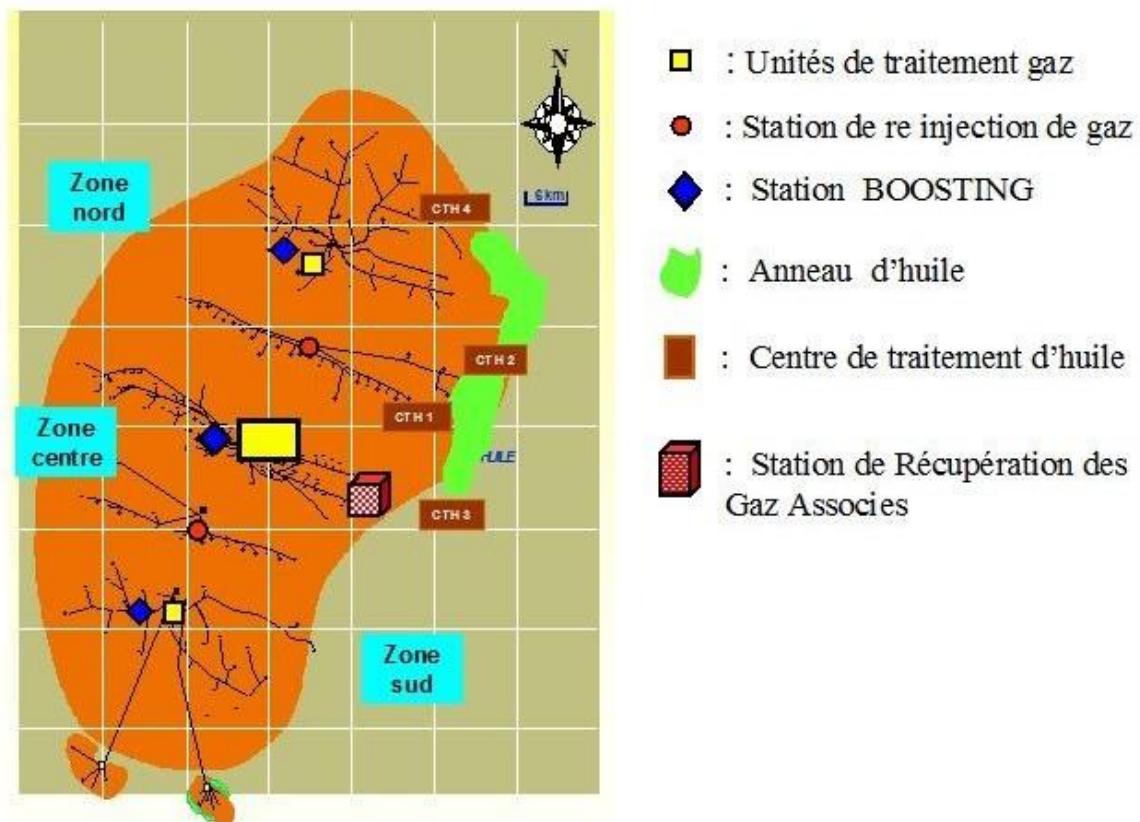 N
6km
Zone
nord
CTH 4
CTH 2
CTH 1
Zone
centre
HUILE
CTH 3
Zone
sud
: Unités de traitement gaz
: Station de re injection de gaz
: Station BOOSTING
: Anneau d’huile
: Centre de traitement d’huile
: Station de Récupération des
Gaz Associes